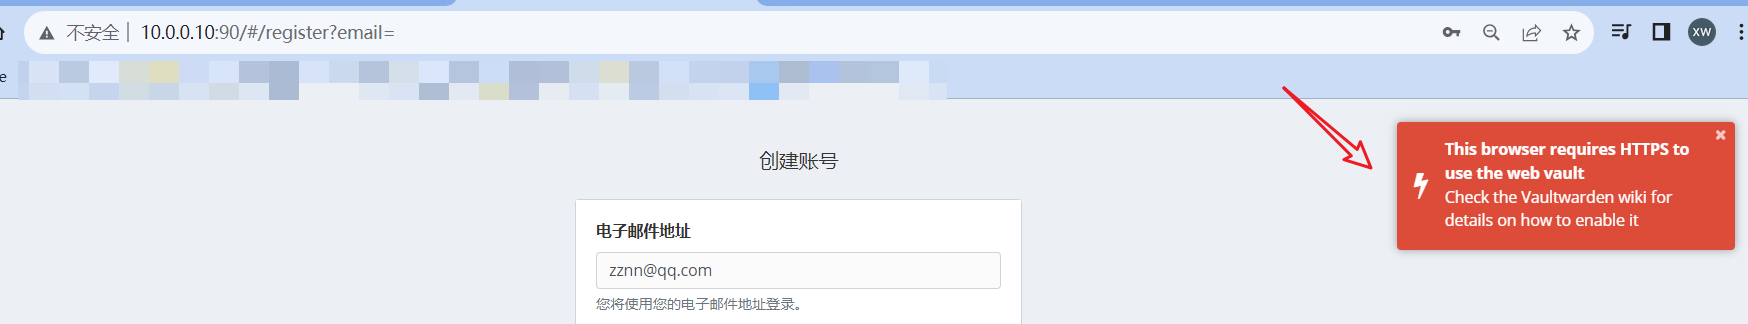 不安全 | 10.0.0.10:90/#/register?email=
XW
e
This browser requires HTTPS to
use the web vault
Check the Vaultwarden wiki for
details on how to enable it
创建账号
电子邮件地址
zznn@qq.com
您将使用您的电子邮件地址登录。